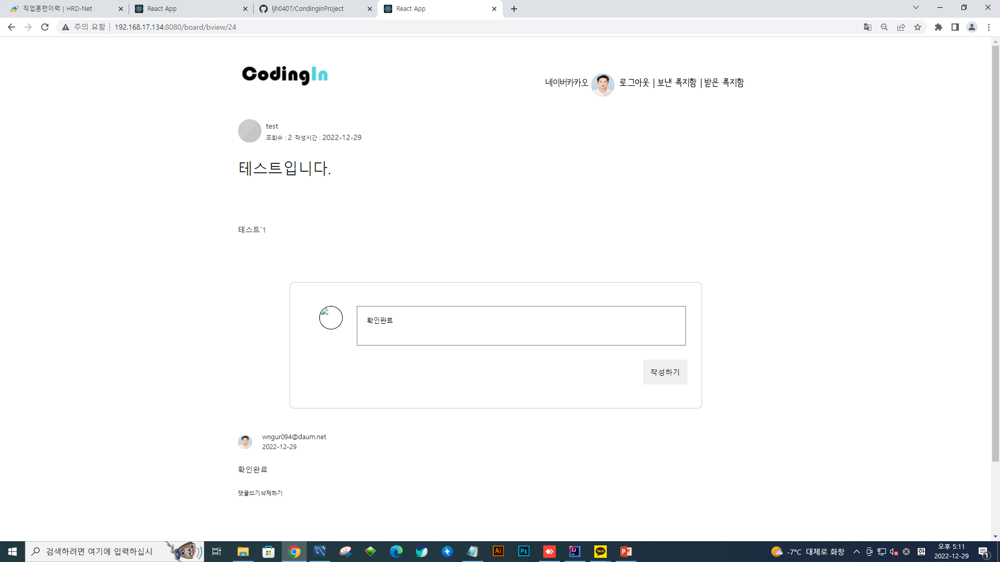 직업훈련이력 | HRD-Net
React App
ljh0407/CondinginProject
React App
주의 요함
192.168.17.134:8080/board/bview/24
CodingIn
네이버카카오
로그아웃 | 보낸 쪽지함 | 받은 쪽지함
test
조회수 : 2 작성시간 : 2022-12-29
테스트입니다.
테스트`1
확인완료
작성하기
wngur094@daum.net
2022-12-29
확인완료
댓글쓰기삭제하기
검색하려면 여기에 입력하십시
Ai
Ps
IJ
TALK
-7°C 대체로 화창
한
오후 5:11
2022-12-29
1